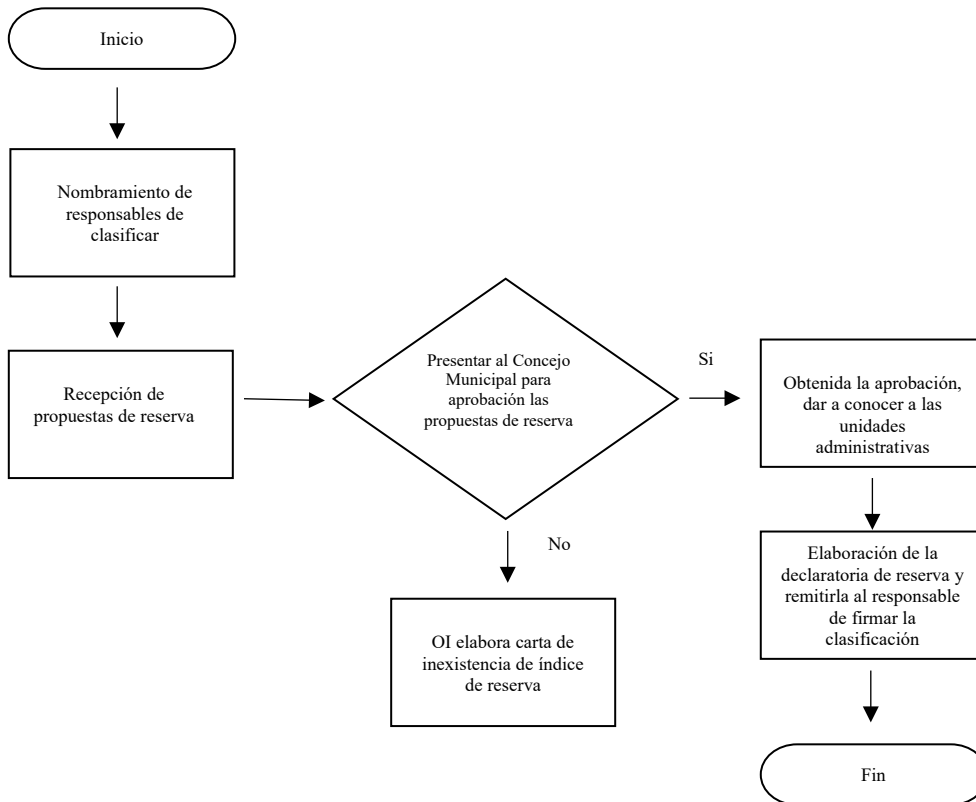 Inicio
Nombramiento de
responsables de
clasificar
Recepción de
propuestas de reserva
Presentar al Concejo
Municipal para
aprobación las
propuestas de reserva
Si
Obtenida la aprobación,
dar a conocer a las
unidades
administrativas
No
Elaboración de la
declaratoria de reserva y
remitirla al responsable
de firmar la
clasificación
OI elabora carta de
inexistencia de índice
de reserva
Fin